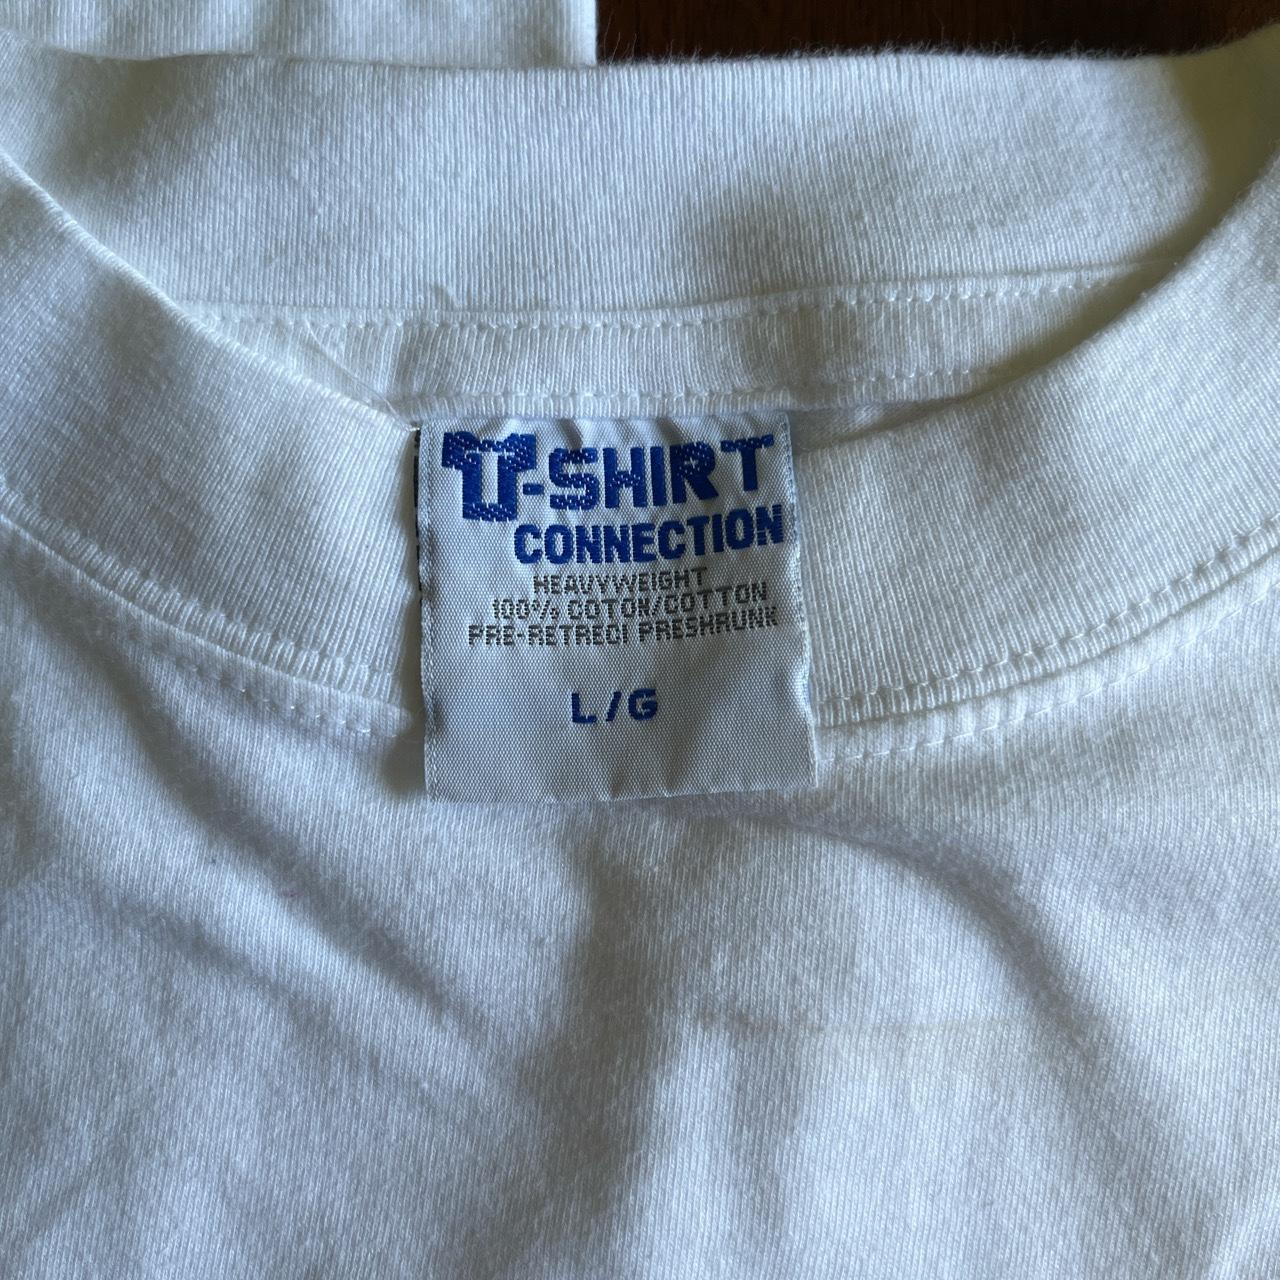 T-SHIRT
CONNECTION
HEAVYWEIGHT
100% COTON/COTTON
PRE-RETRECI PRESHRUNK
L/G